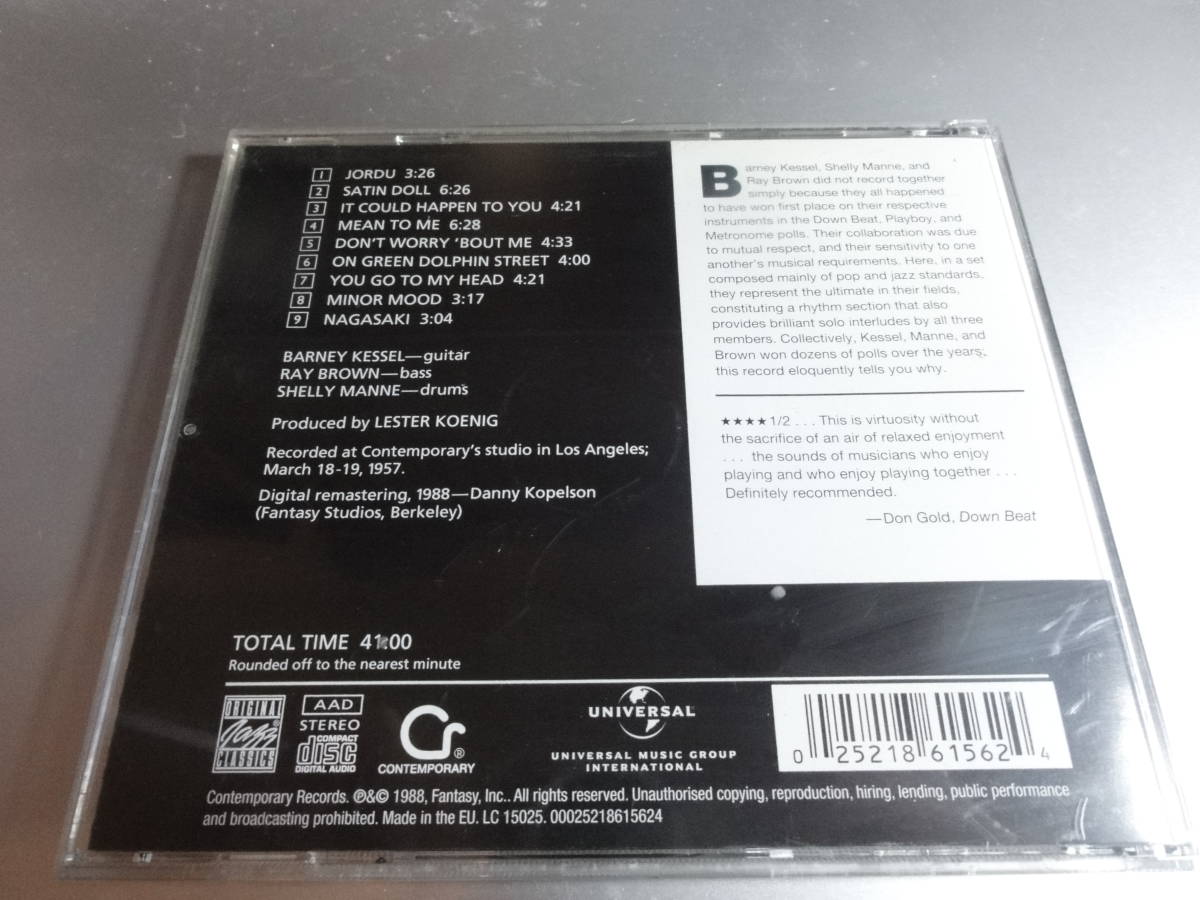 1 JORDU 3:26
2 SATIN DOLL 6:26
3 IT COULD HAPPEN TO YOU 4:21
4 MEAN TO ME 6:28
5 DON'T WORRY 'BOUT ME 4:33
6 ON GREEN DOLPHIN STREET 4:00
7 YOU GO TO MY HEAD 4:21
8 MINOR MOOD 3:17
9 NAGASAKI 3:04
BARNEY KESSEL—guitar
RAY BROWN—bass
SHELLY MANNE—drums
Produced by LESTER KOENIG
Recorded at Contemporary's studio in Los Angeles;
March 18-19, 1957.
Digital remastering, 1988—Danny Kopelson
(Fantasy Studios, Berkeley)
TOTAL TIME 41:00
Rounded off to the nearest minute
Barney Kessel, Shelly Manne, and
Ray Brown did not record together
simply because they all happened
to have won first place on their respective
instruments in the Down Beat, Playboy, and
Metronome polls. Their collaboration was due
to mutual respect, and their sensitivity to one
another's musical requirements. Here, in a set
composed mainly of pop and jazz standards,
they represent the ultimate in their fields,
constituting a rhythm section that also
provides brilliant solo interludes by all three
members. Collectively, Kessel, Manne, and
Brown won dozens of polls over the years;
this record eloquently tells you why.
★★★★1/2 . . . This is virtuosity without
the sacrifice of an air of relaxed enjoyment
. . . the sounds of musicians who enjoy
playing and who enjoy playing together . . .
Definitely recommended.
—Don Gold, Down Beat
ORIGINAL
Jazz
CLASSICS
®
AAD
STEREO
COMPACT
disc
DIGITAL AUDIO
Cr®
CONTEMPORARY
UNIVERSAL
UNIVERSAL MUSIC GROUP
INTERNATIONAL
0 25218 61562 4
Contemporary Records. ℗&© 1988, Fantasy, Inc.. All rights reserved. Unauthorised copying, reproduction, hiring, lending, public performance
and broadcasting prohibited. Made in the EU. LC 15025. 00025218615624